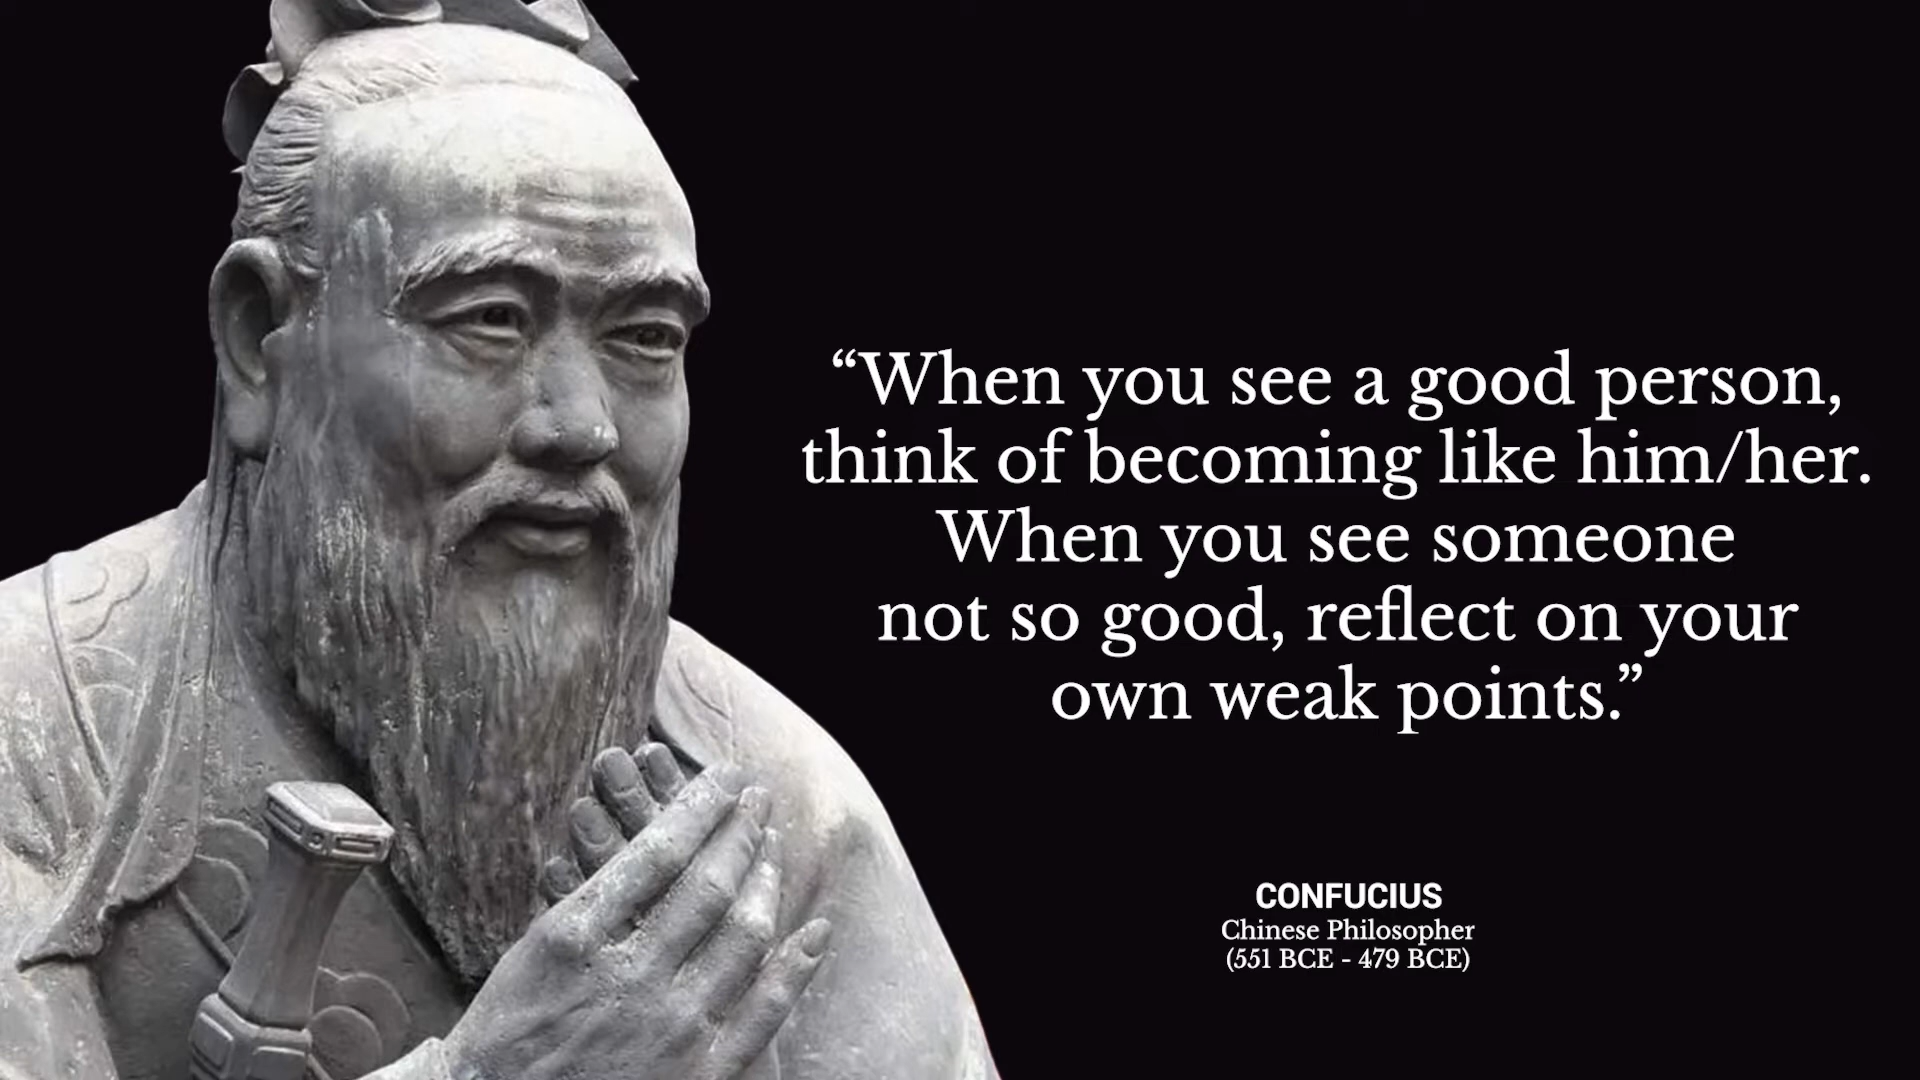 “When you see a good person,
think of becoming like him/her.
When you see someone
not so good, reflect on your
own weak points.”
CONFUCIUS
Chinese Philosopher
(551 BCE - 479 BCE)